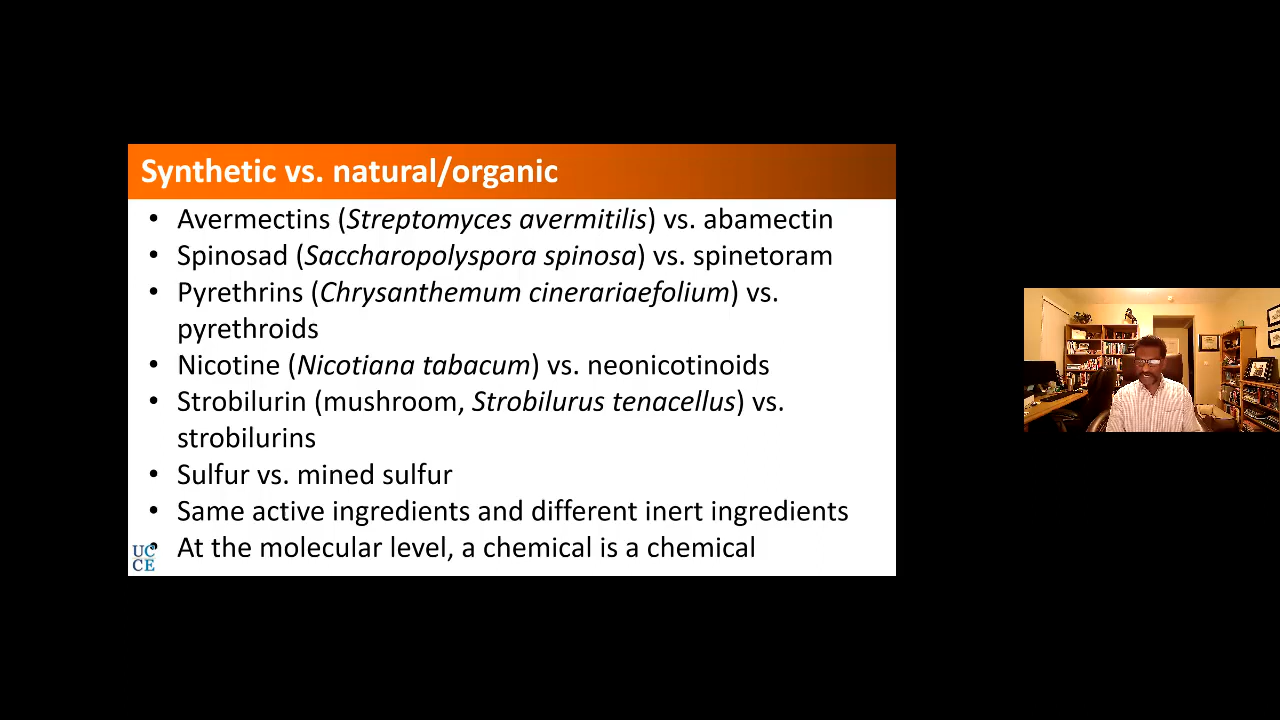 Synthetic vs. natural/organic
• Avermectins (Streptomyces avermitilis) vs. abamectin
• Spinosad (Saccharopolyspora spinosa) vs. spinetoram
• Pyrethrins (Chrysanthemum cinerariaefolium) vs.
pyrethroids
• Nicotine (Nicotiana tabacum) vs. neonicotinoids
• Strobilurin (mushroom, Strobilurus tenacellus) vs.
strobilurins
• Sulfur vs. mined sulfur
• Same active ingredients and different inert ingredients
• At the molecular level, a chemical is a chemical
UC
CE